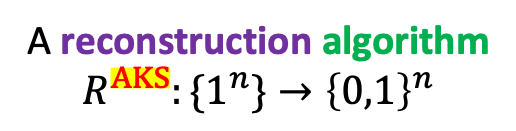 A reconstruction algorithm
R^AKS: {1^n} → {0,1}^n